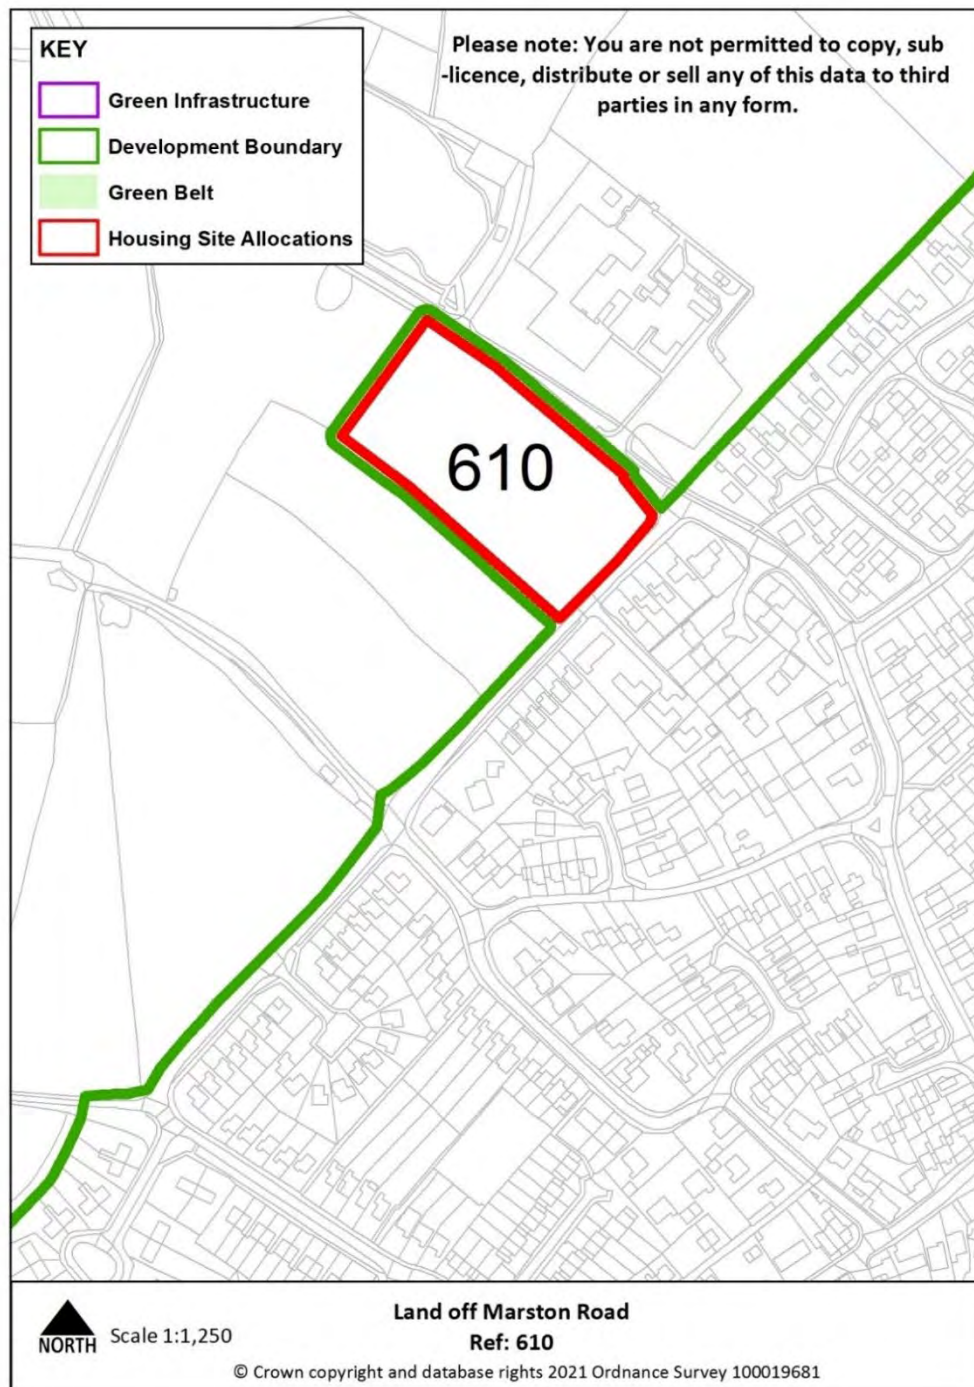 KEY
Green Infrastructure
Development Boundary
Green Belt
Housing Site Allocations
Please note: You are not permitted to copy, sub
-licence, distribute or sell any of this data to third
parties in any form.
610
NORTH
Scale 1:1,250
Land off Marston Road
Ref: 610
© Crown copyright and database rights 2021 Ordnance Survey 100019681